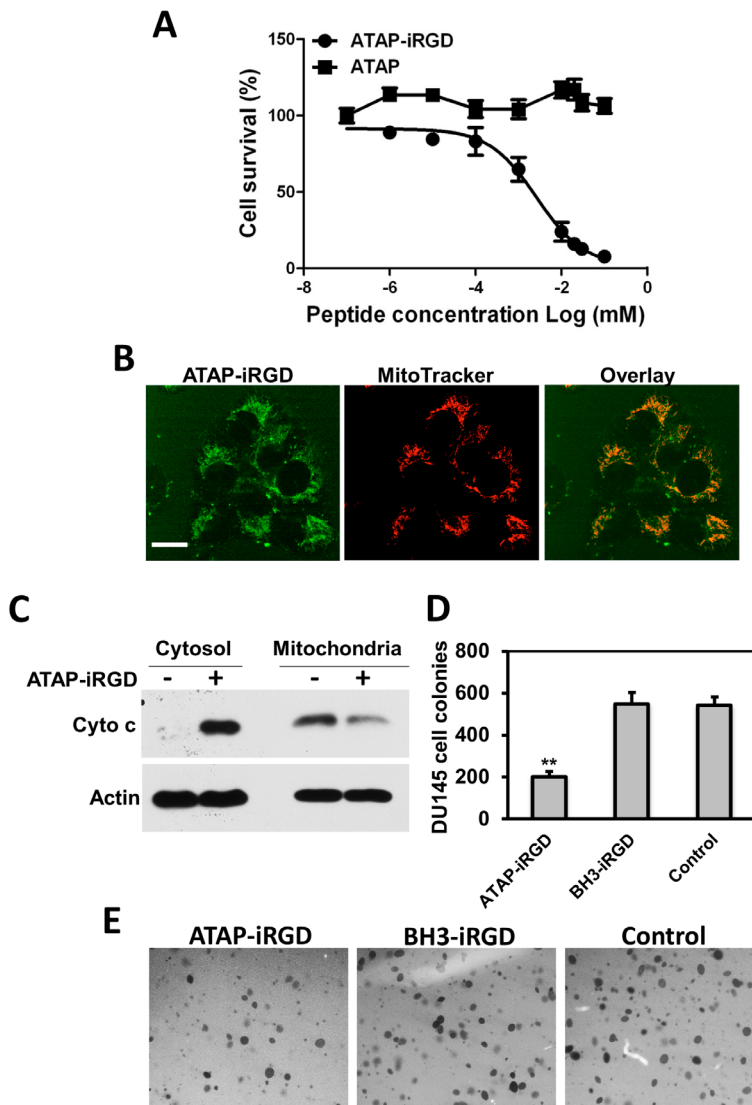 A
ATAP-iRGD
ATAP
Cell survival (%)
150
100
50
0
-8
-6
-4
-2
0
Peptide concentration Log (mM)
B
ATAP-iRGD
MitoTracker
Overlay
C
Cytosol
Mitochondria
ATAP-iRGD - + - +
Cyto c
Actin
D
DU145 cell colonies
800
600
400
200
0
**
ATAP-iRGD
BH3-iRGD
Control
E
ATAP-iRGD
BH3-iRGD
Control